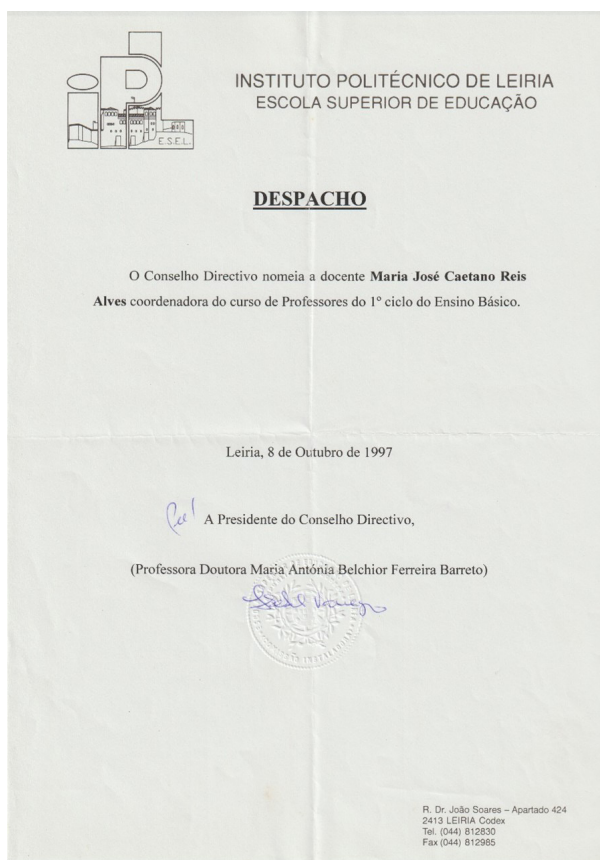 E.S.E.L.
INSTITUTO POLITÉCNICO DE LEIRIA
ESCOLA SUPERIOR DE EDUCAÇÃO
DESPACHO
O Conselho Directivo nomeia a docente Maria José Caetano Reis
Alves coordenadora do curso de Professores do 1º ciclo do Ensino Básico.
Leiria, 8 de Outubro de 1997
A Presidente do Conselho Directivo,
(Professora Doutora Maria Antónia Belchior Ferreira Barreto)
R. Dr. João Soares – Apartado 424
2413 LEIRIA Codex
Tel. (044) 812830
Fax (044) 812985